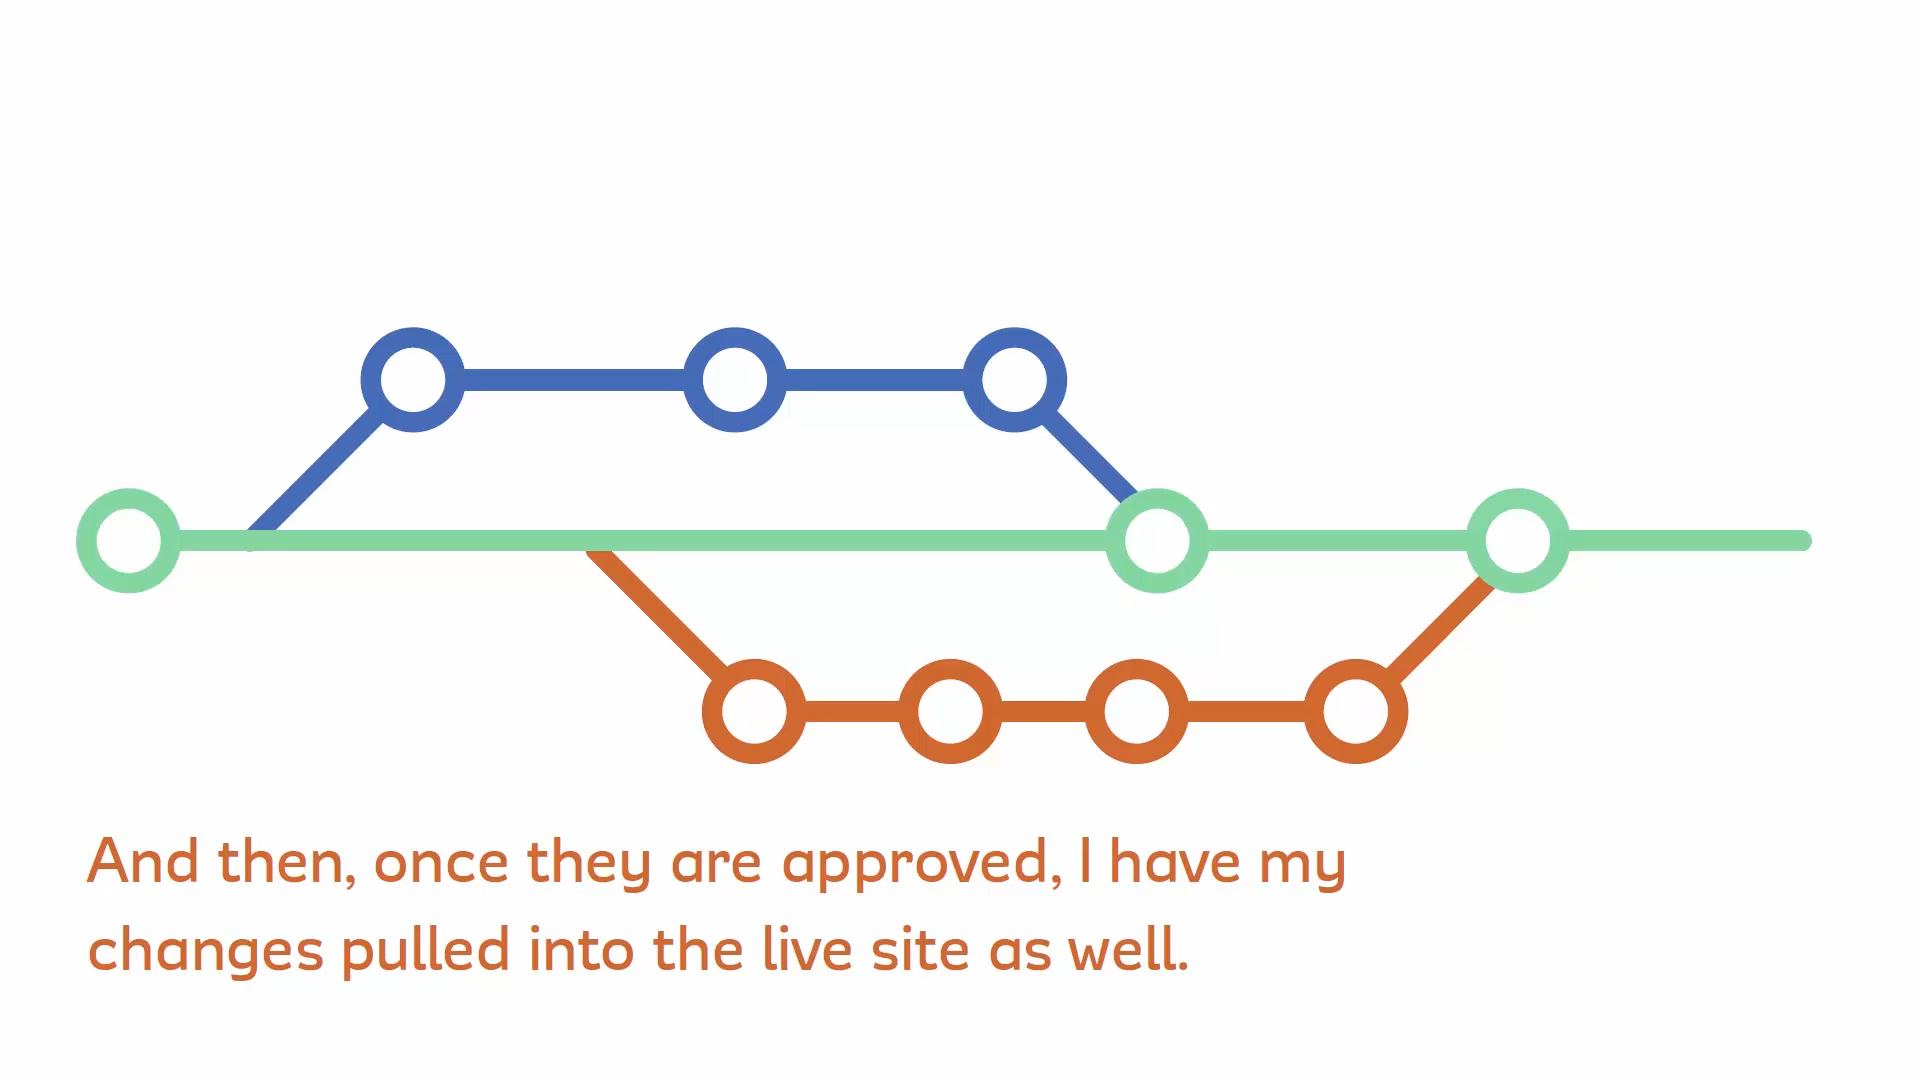 And then, once they are approved, I have my
changes pulled into the live site as well.